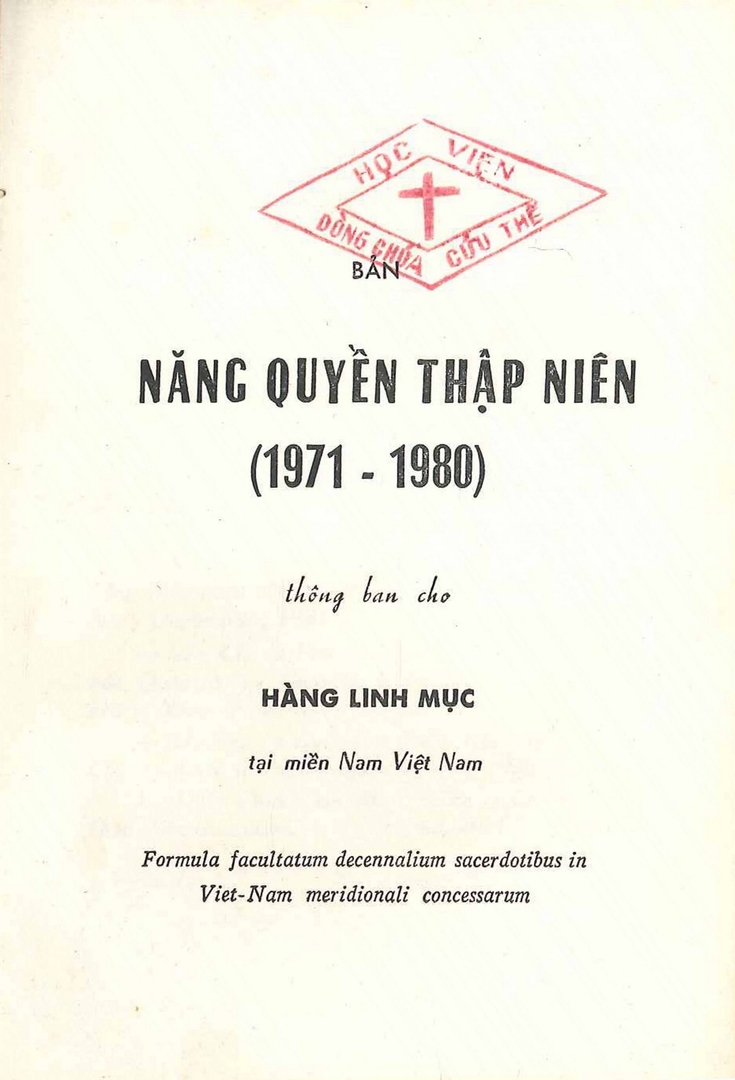 HỌC VIỆN
DÒNG CHÚA CỨU THẾ
BẢN
NĂNG QUYỀN THẬP NIÊN
(1971 - 1980)
thông ban cho
HÀNG LINH MỤC
tại miền Nam Việt Nam
Formula facultatum decennalium sacerdotibus in
Viet-Nam meridionali concessarum